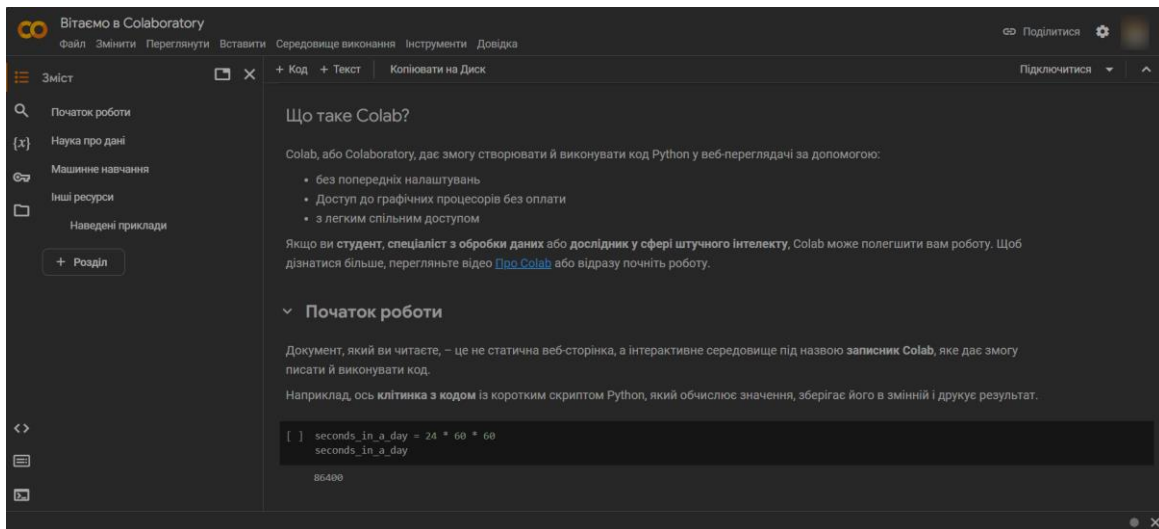 Вітаємо в Colaboratory
Файл Змінити Переглянути Вставити Середовище виконання Інструменти Довідка
Поділитися
Зміст
+ Код + Текст Копіювати на Диск
Підключитися
Початок роботи
Наука про дані
Машинне навчання
Інші ресурси
Наведені приклади
+ Розділ
{x}
Що таке Colab?
Colab, або Colaboratory, дає змогу створювати й виконувати код Python у веб-переглядачі за допомогою:
• без попередніх налаштувань
• Доступ до графічних процесорів без оплати
• з легким спільним доступом
Якщо ви студент, спеціаліст з обробки даних або дослідник у сфері штучного інтелекту, Colab може полегшити вам роботу. Щоб
дізнатися більше, перегляньте відео Про Colab або відразу почніть роботу.
Початок роботи
Документ, який ви читаєте, – це не статична веб-сторінка, а інтерактивне середовище під назвою записник Colab, яке дає змогу
писати й виконувати код.
Наприклад, ось клітинка з кодом із коротким скриптом Python, який обчислює значення, зберігає його в змінній і друкує результат.
[ ] seconds_in_a_day = 24 * 60 * 60
seconds_in_a_day
86400